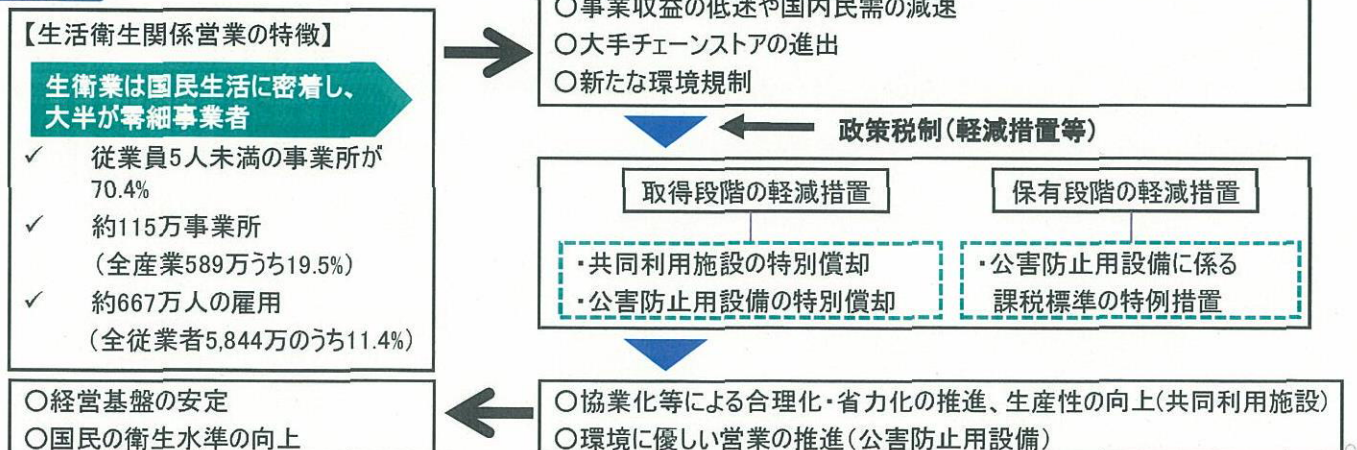 【生活衛生関係営業の特徴】
生衛業は国民生活に密着し、
大半が零細事業者
✓ 従業員5人未満の事業所が
70.4%
✓ 約115万事業所
（全産業589万うち19.5%）
✓ 約667万人の雇用
（全従業者5,844万のうち11.4%）
○事業収益の低迷や国内民需の減速
○大手チェーンストアの進出
○新たな環境規制
政策税制（軽減措置等）
取得段階の軽減措置
・共同利用施設の特別償却
・公害防止用設備の特別償却
保有段階の軽減措置
・公害防止用設備に係る
課税標準の特例措置
○協業化等による合理化・省力化の推進、生産性の向上（共同利用施設）
○環境に優しい営業の推進（公害防止用設備）
○経営基盤の安定
○国民の衛生水準の向上